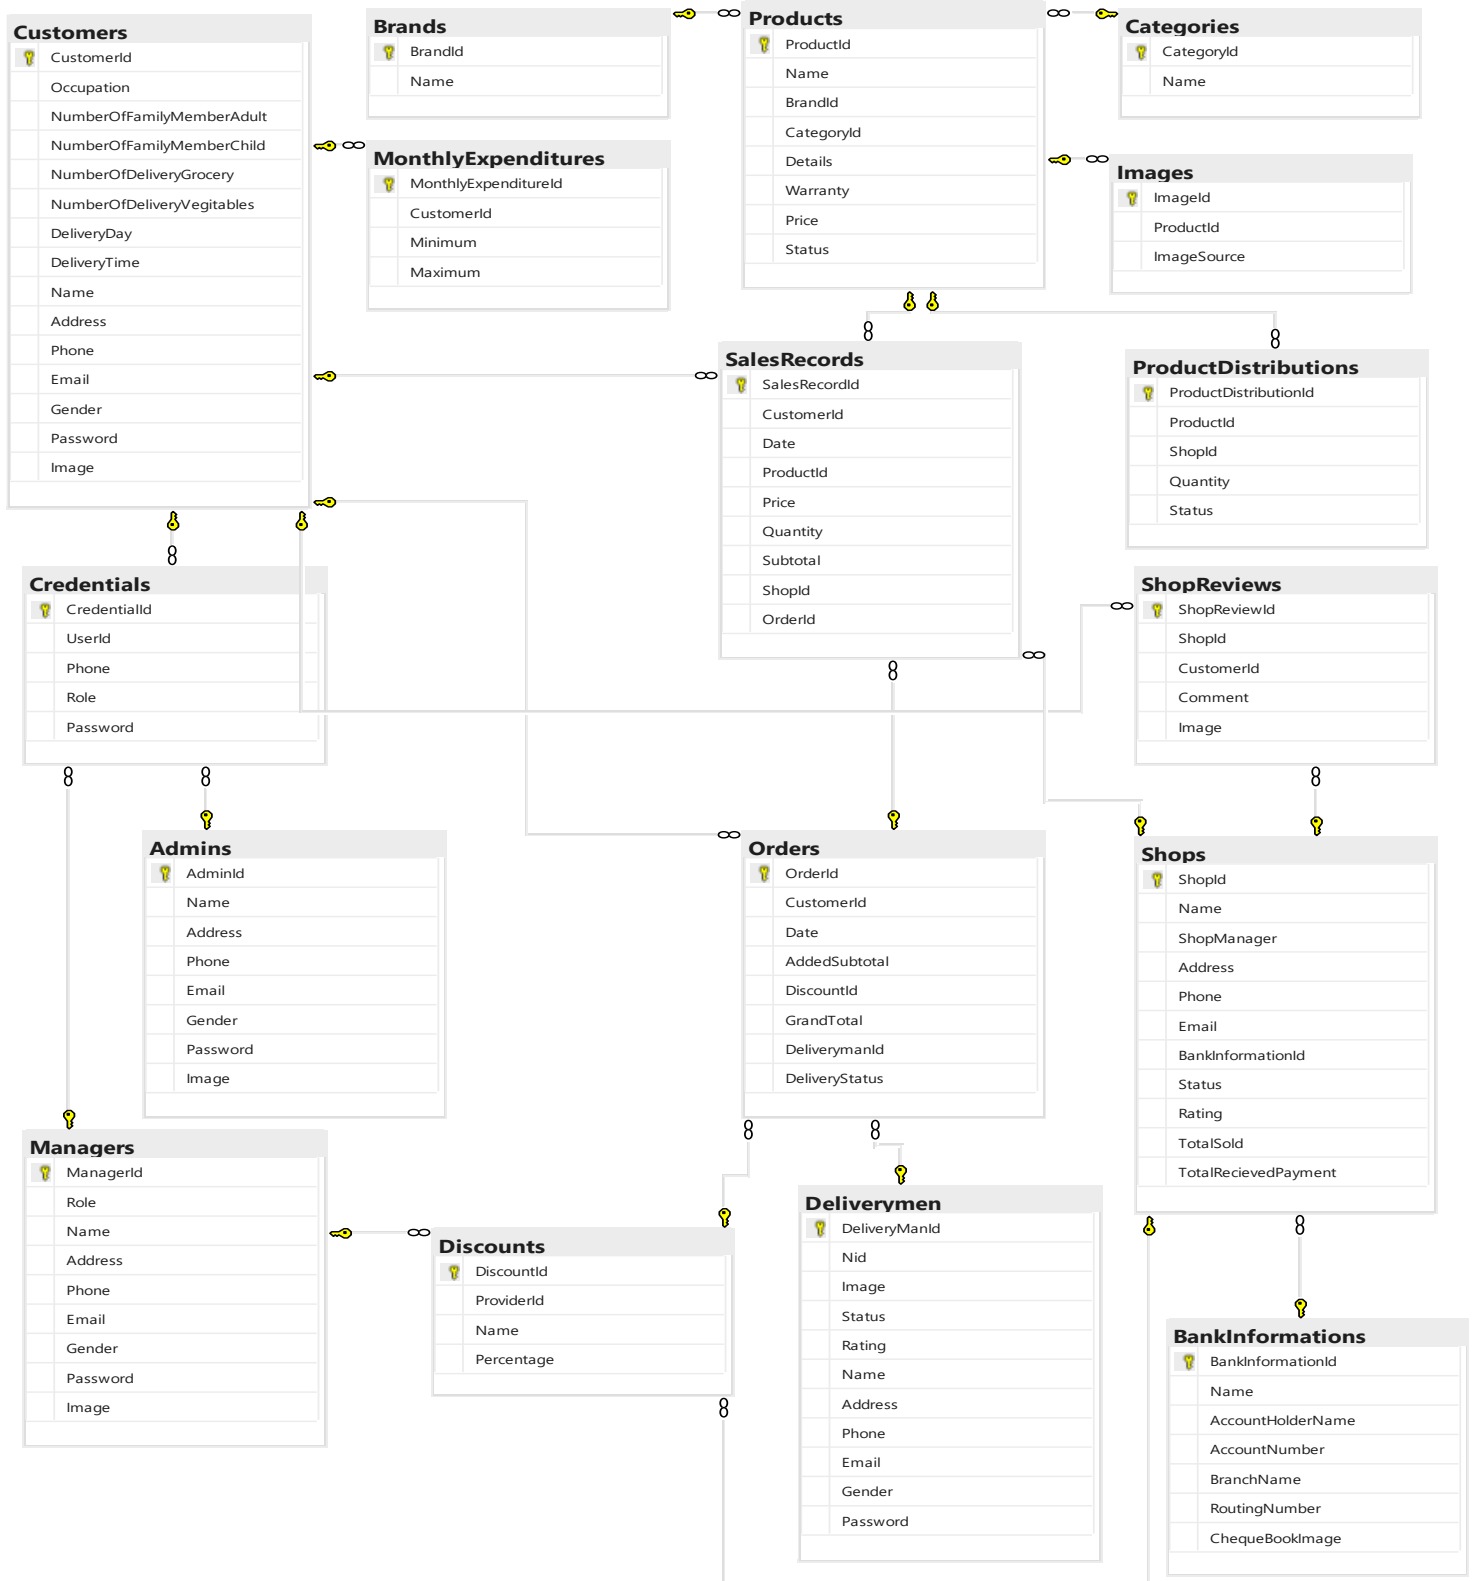 Customers
CustomerId
Occupation
NumberOfFamilyMemberAdult
NumberOfFamilyMemberChild
NumberOfDeliveryGrocery
NumberOfDeliveryVegitables
DeliveryDay
DeliveryTime
Name
Address
Phone
Email
Gender
Password
Image
Brands
BrandId
Name
MonthlyExpenditures
MonthlyExpenditureId
CustomerId
Minimum
Maximum
Products
ProductId
Name
BrandId
CategoryId
Details
Warranty
Price
Status
Categories
CategoryId
Name
Images
ImageId
ProductId
ImageSource
SalesRecords
SalesRecordId
CustomerId
Date
ProductId
Price
Quantity
Subtotal
ShopId
OrderId
ProductDistributions
ProductDistributionId
ProductId
ShopId
Quantity
Status
Credentials
CredentialId
UserId
Phone
Role
Password
ShopReviews
ShopReviewId
ShopId
CustomerId
Comment
Image
Admins
AdminId
Name
Address
Phone
Email
Gender
Password
Image
Orders
OrderId
CustomerId
Date
AddedSubtotal
DiscountId
GrandTotal
DeliverymanId
DeliveryStatus
Shops
ShopId
Name
ShopManager
Address
Phone
Email
BankInformationId
Status
Rating
TotalSold
TotalRecievedPayment
Managers
ManagerId
Role
Name
Address
Phone
Email
Gender
Password
Image
Discounts
DiscountId
ProviderId
Name
Percentage
Deliverymen
DeliveryManId
Nid
Image
Status
Rating
Name
Address
Phone
Email
Gender
Password
BankInformations
BankInformationId
Name
AccountHolderName
AccountNumber
BranchName
RoutingNumber
ChequeBookImage